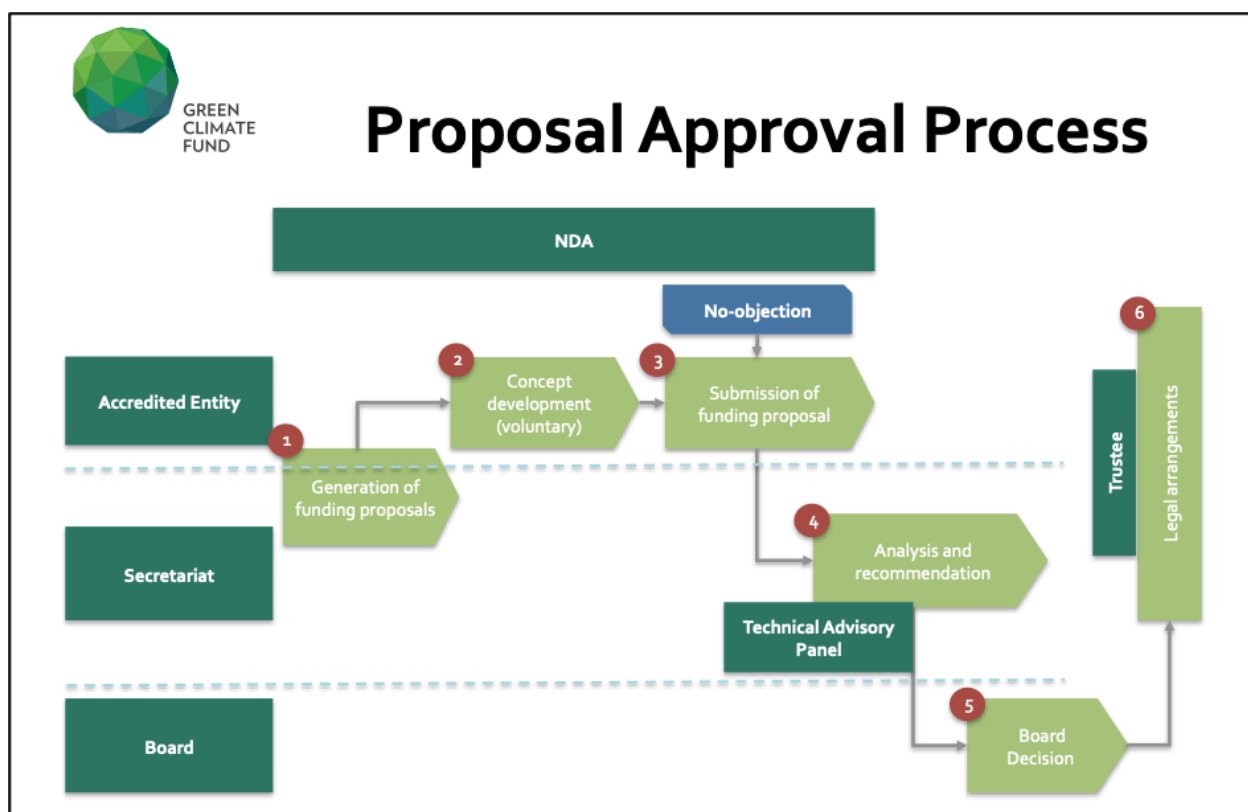 GREEN
CLIMATE
FUND
Proposal Approval Process
NDA
No-objection
6
2
3
Accredited Entity
Concept
development
(voluntary)
Submission of
funding proposal
1
Generation of
funding proposals
Trustee
Legal arrangements
4
Analysis and
recommendation
Secretariat
Technical Advisory
Panel
5
Board
Board
Decision